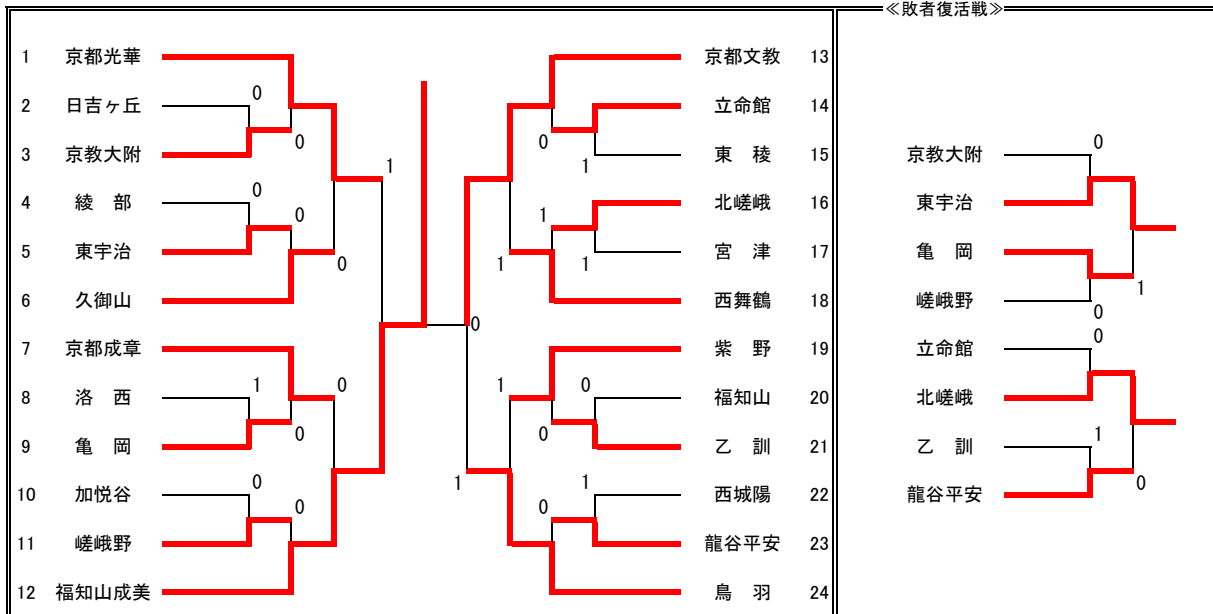 ≪敗者復活戦≫
1 京都光華
2 日吉ヶ丘
3 京教大附
4 綾 部
5 東宇治
6 久御山
7 京都成章
8 洛 西
9 亀 岡
10 加悦谷
11 嵯峨野
12 福知山成美
0
0
0
0
0
1
1
0
0
0
0
京都文教 13
立命館 14
東 稜 15
北嵯峨 16
宮 津 17
西舞鶴 18
紫 野 19
福知山 20
乙 訓 21
西城陽 22
龍谷平安 23
鳥 羽 24
0
1
1
1
1
0
1
0
0
1
1
0
京教大附
東宇治
亀 岡
嵯峨野
立命館
北嵯峨
乙 訓
龍谷平安
0
1
0
0
1
0